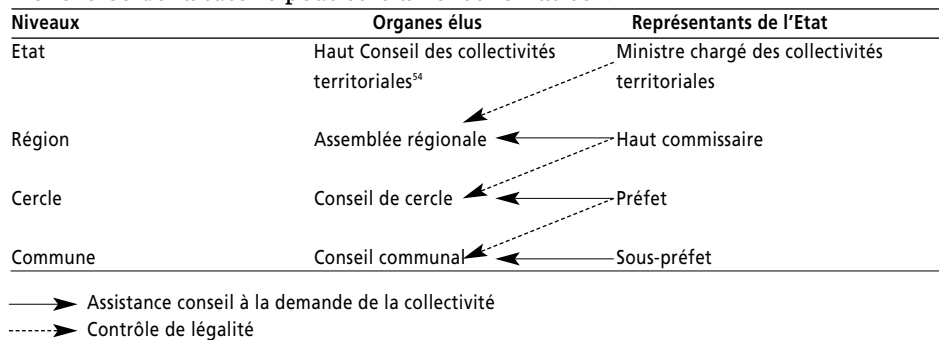 Niveaux Organes élus Représentants de l'Etat
Etat Haut Conseil des collectivités Ministre chargé des collectivités
territoriales54 territoriales
Région Assemblée régionale Haut commissaire
Cercle Conseil de cercle Préfet
Commune Conseil communal Sous-préfet
Assistance conseil à la demande de la collectivité
Contrôle de légalité